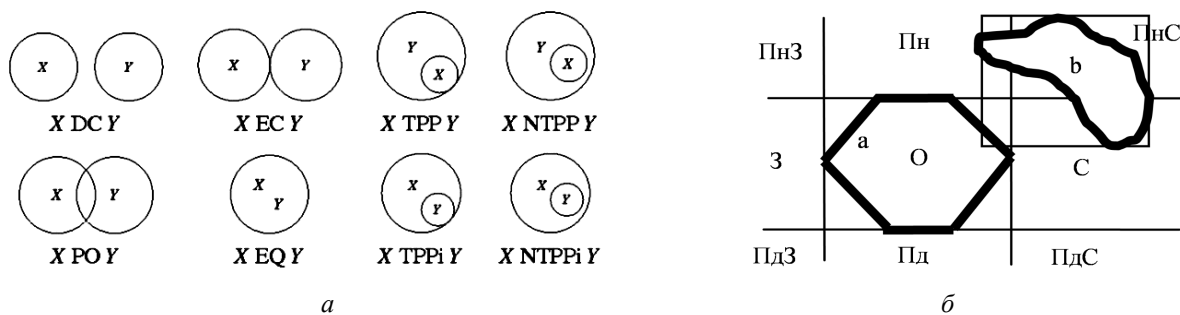 X Y X Y Y X Y X
X DC Y X EC Y X TPP Y X NTPP Y
X Y X Y X Y X Y
X PO Y X EQ Y X TPPi Y X NTPPi Y
а
ПнЗ Пн ПнС
b
З a О С
ПдЗ Пд ПдС
б